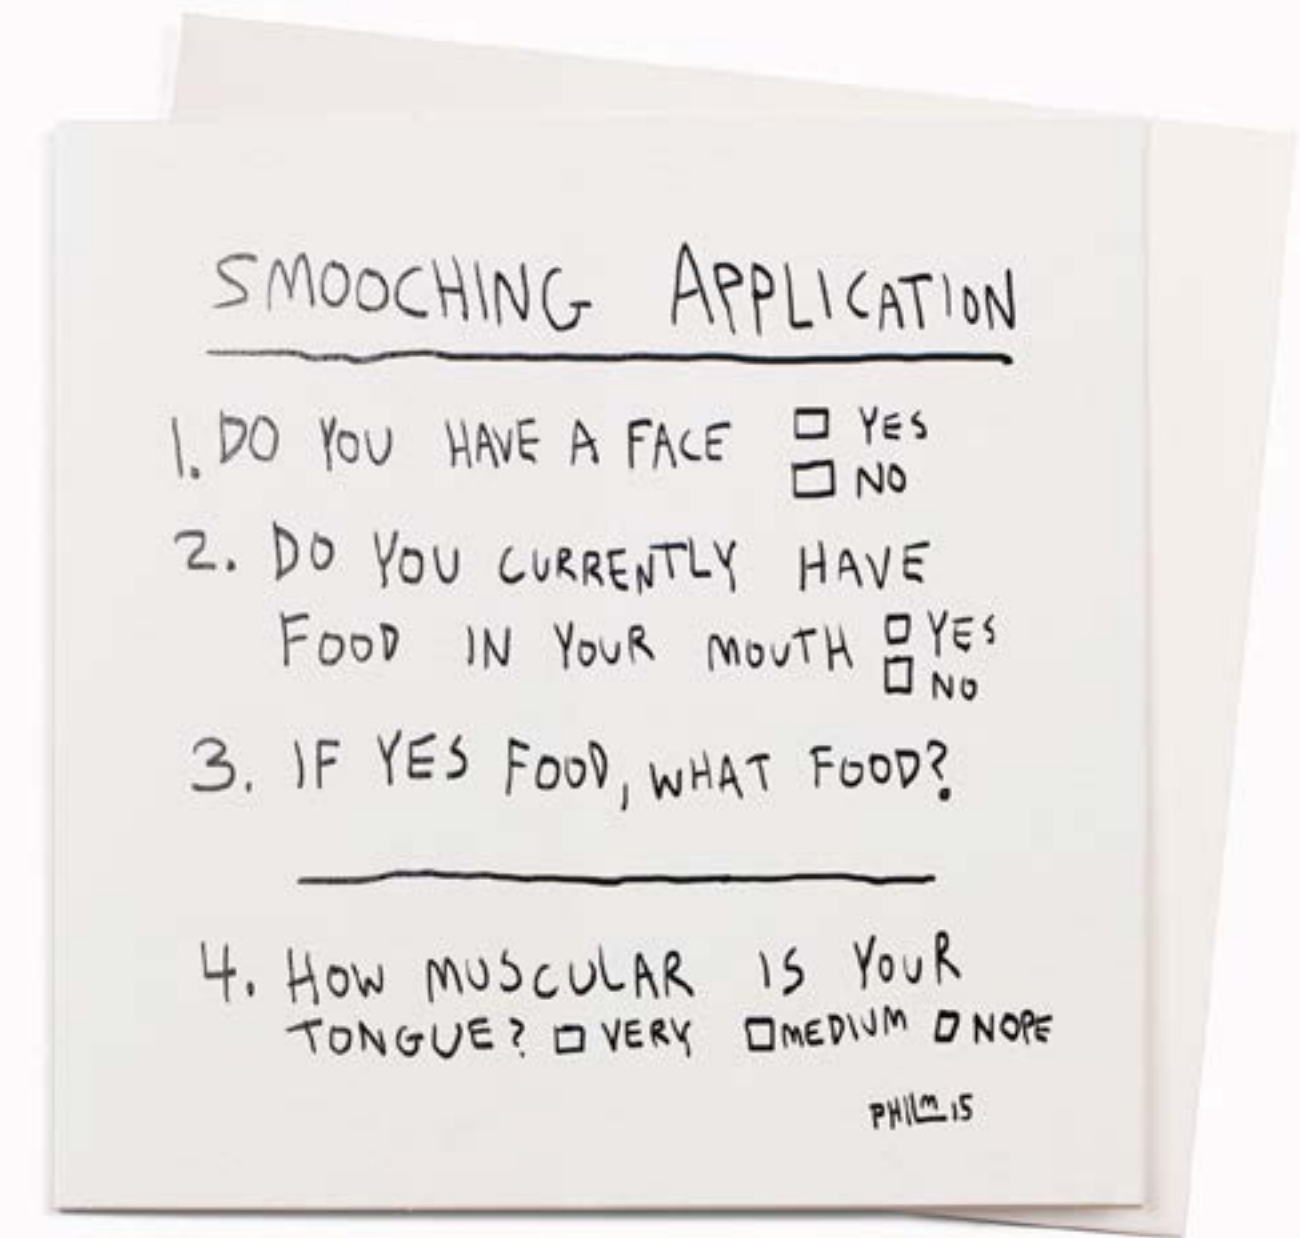 SMOOCHING APPLICATION
1. DO YOU HAVE A FACE □ YES
□ NO
2. DO YOU CURRENTLY HAVE
FOOD IN YOUR MOUTH □ YES
□ NO
3. IF YES FOOD, WHAT FOOD?
4. HOW MUSCULAR IS YOUR
TONGUE? □ VERY □ MEDIUM □ NOPE
PHILM 15